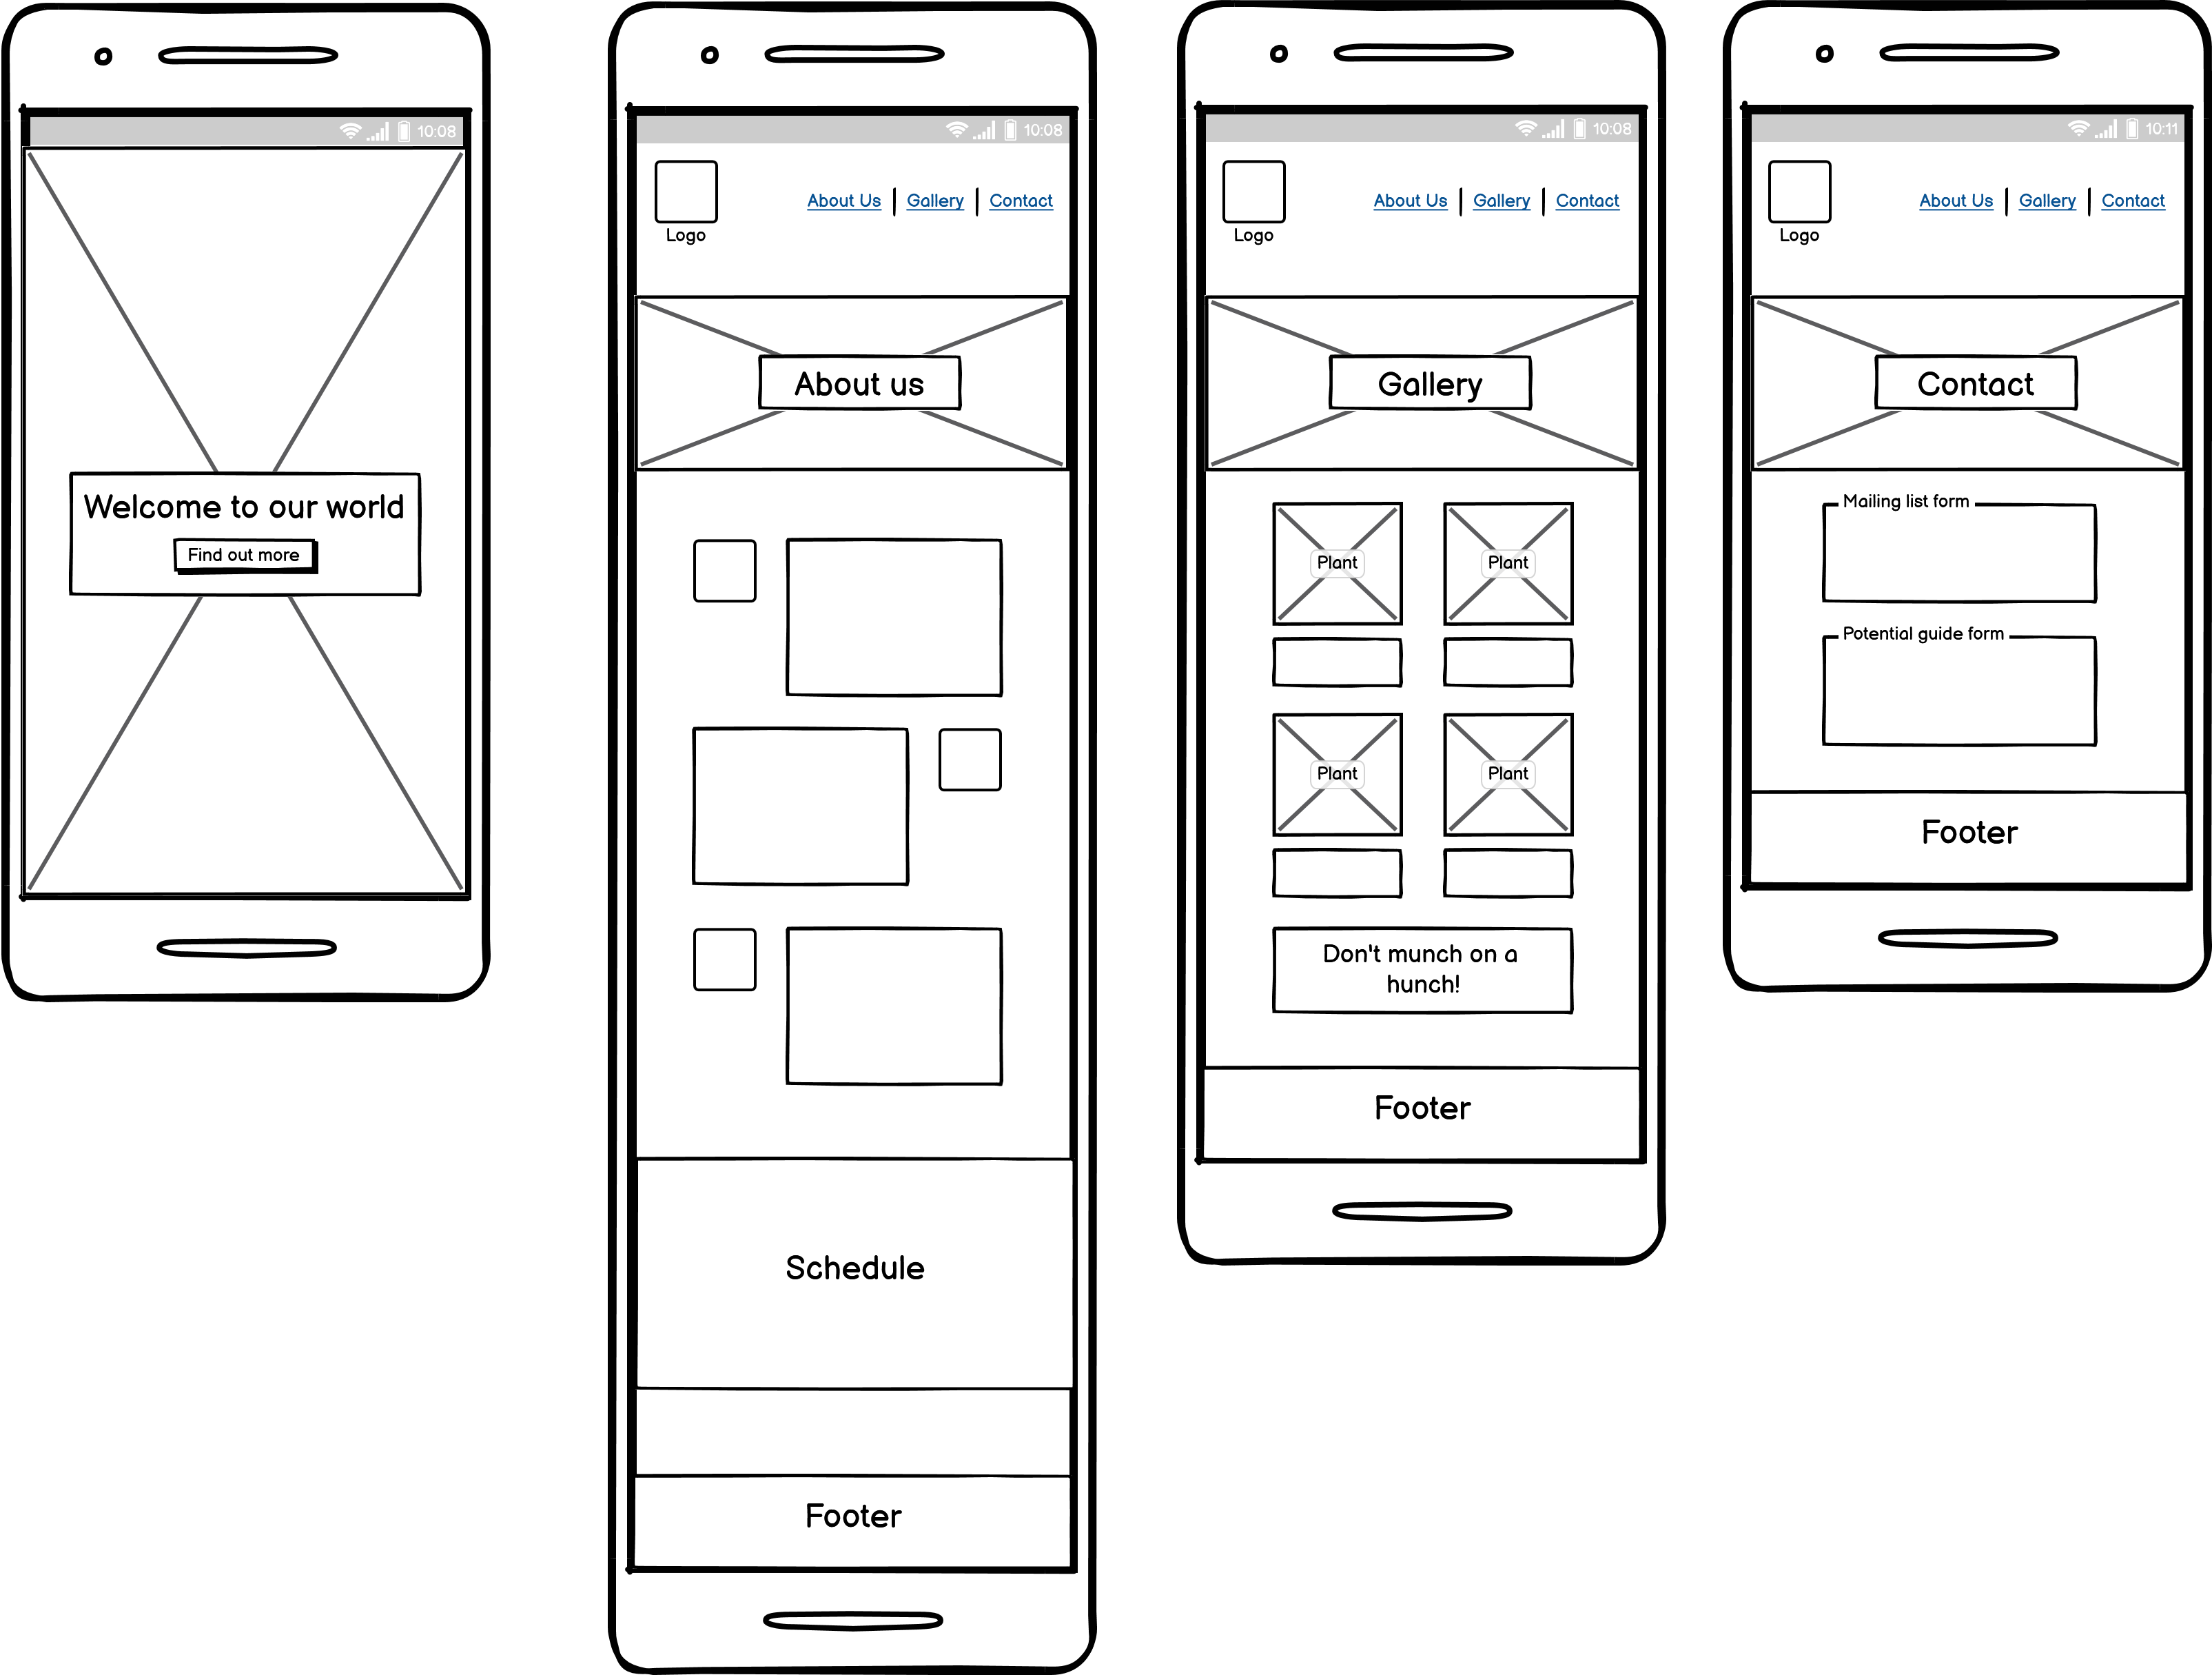 10:08
Welcome to our world
Find out more
10:08
About Us Gallery Contact
Logo
About us
Schedule
Footer
10:08
About Us Gallery Contact
Logo
Gallery
Plant Plant
Plant Plant
Don't munch on a
hunch!
Footer
10:11
About Us Gallery Contact
Logo
Contact
Mailing list form
Potential guide form
Footer